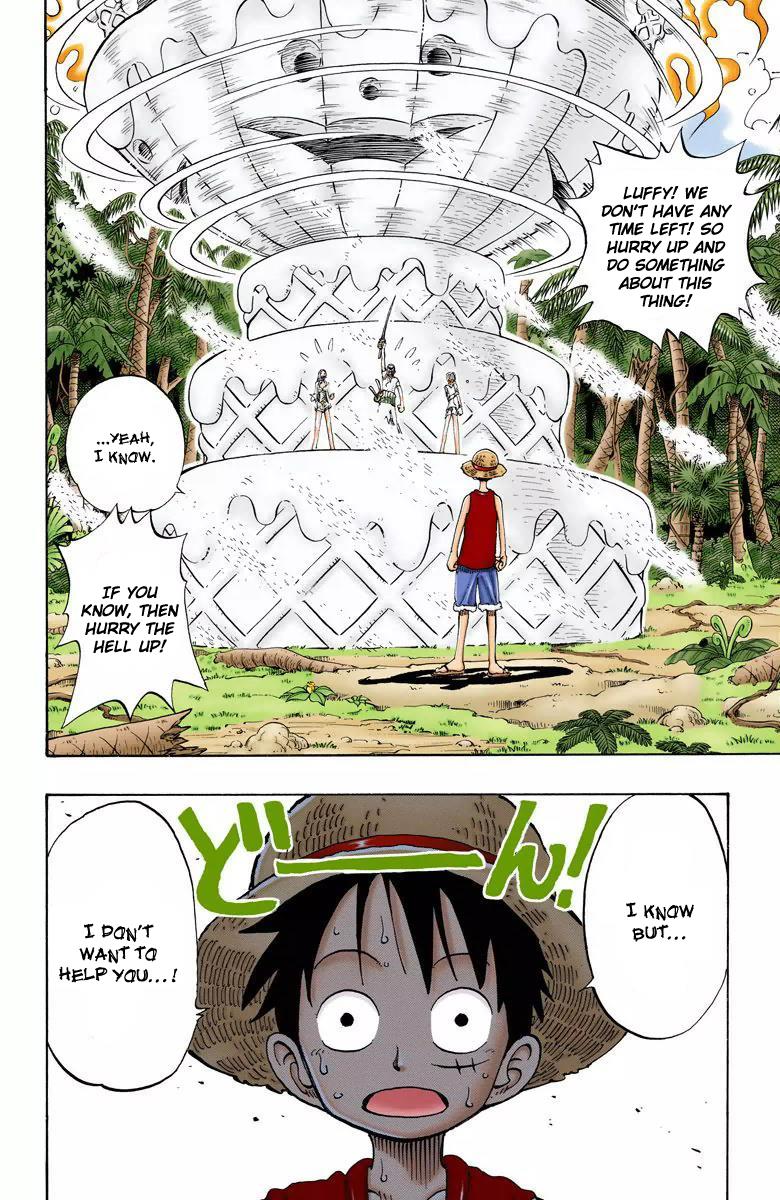 LUFFY! WE
DON'T HAVE ANY
TIME LEFT! SO
HURRY UP AND
DO SOMETHING
ABOUT THIS
THING!
...YEAH,
I KNOW.
IF YOU
KNOW, THEN
HURRY THE
HELL UP!
どーん!
I KNOW
BUT...
I DON'T
WANT TO
HELP YOU...!